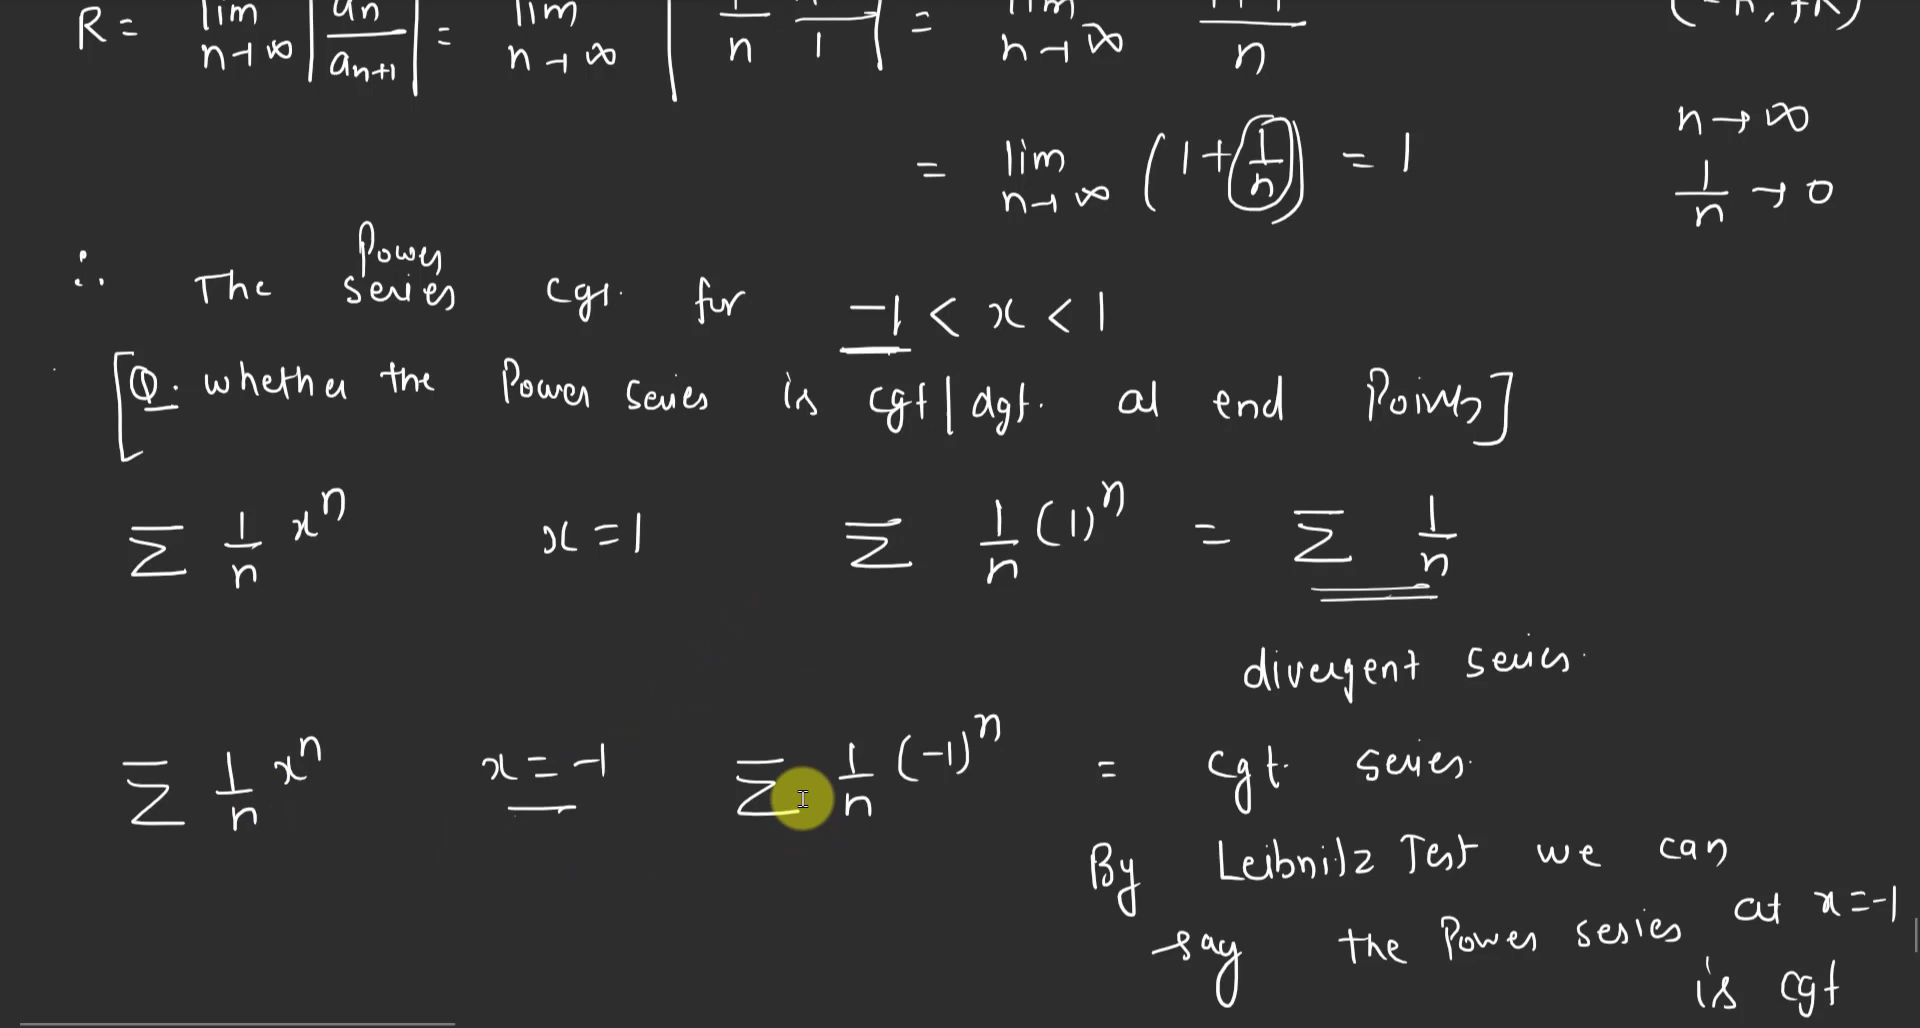 R = lim n→∞ |an / an+1| = lim n→∞ | 1/n · / 1 | = lim n→∞ n+1 / n (-R, +R)
n→∞
= lim n→∞ (1 + 1/n) = 1
1/n → 0
∴ The Power series cgt. for -1 < x < 1
[Q. whether the Power series is cgt | dgt. at end Points]
Σ 1/n xⁿ x = 1 Σ 1/n (1)ⁿ = Σ 1/n
divergent series.
Σ 1/n xⁿ x = -1 Σ 1/n (-1)ⁿ = cgt. series.
By Leibnitz Test we can
say the Power series at x = -1
is cgt